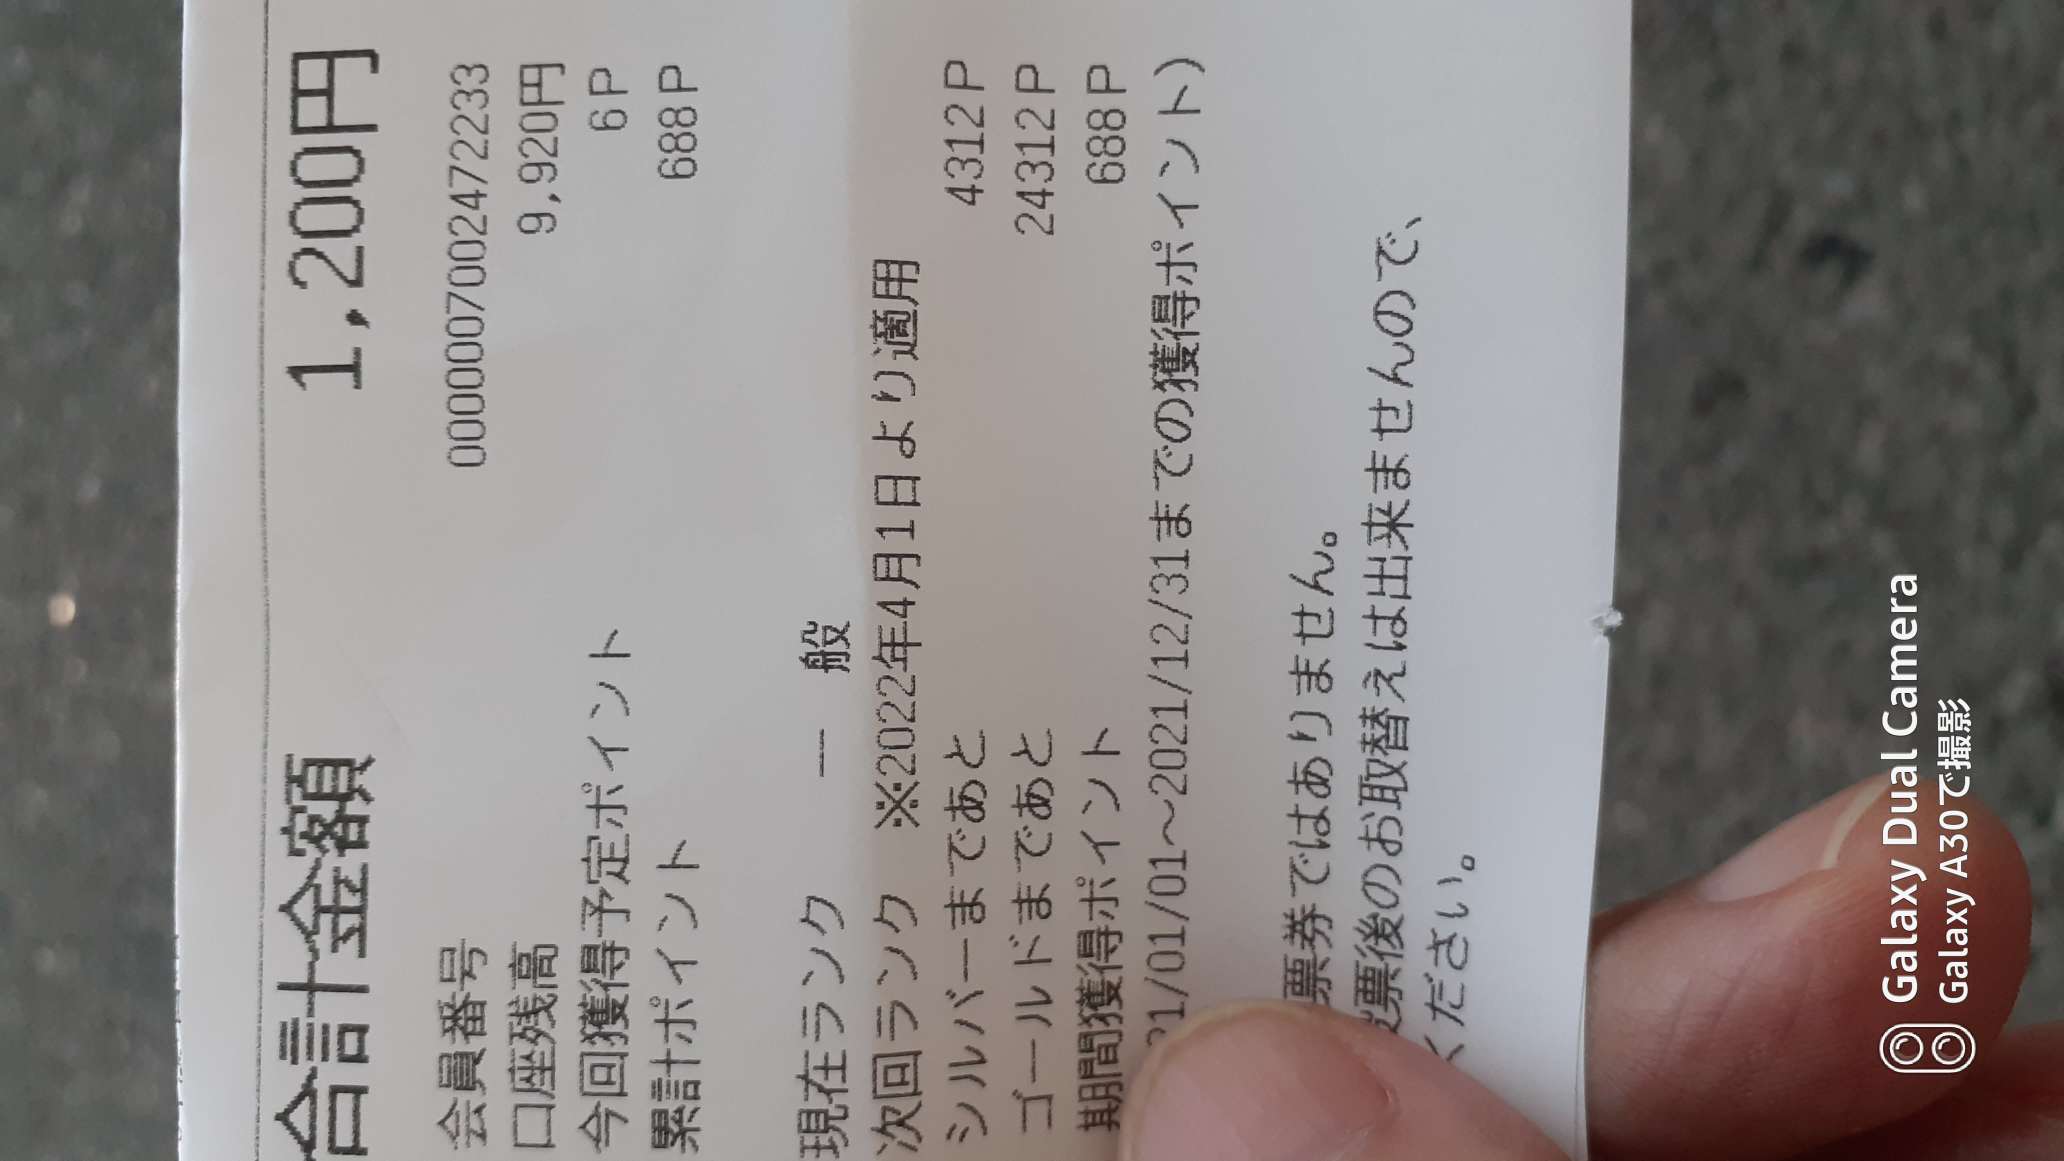 合計金額 1,200円
会員番号 0000007002472233
口座残高 9,920円
今回獲得予定ポイント 6P
累計ポイント 688P
現在ランク 一 般
次回ランク ※2022年4月1日より適用
シルバーまであと 4312P
ゴールドまであと 24312P
期間獲得ポイント 688P
21/01/01～2021/12/31までの獲得ポイント)
票券ではありません。
票後のお取替えは出来ませんので、
ください。
Galaxy Dual Camera
Galaxy A30で撮影